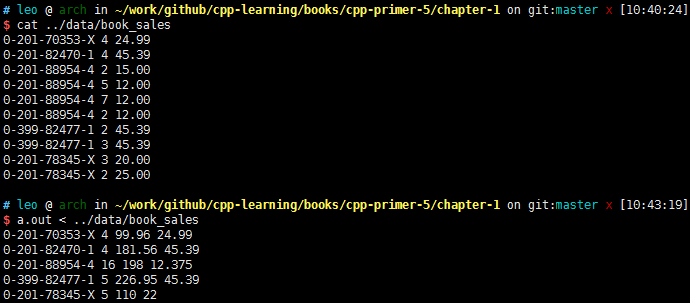 # leo @ arch in ~/work/github/cpp-learning/books/cpp-primer-5/chapter-1 on git:master x [10:40:24]
$ cat ../data/book_sales
0-201-70353-X 4 24.99
0-201-82470-1 4 45.39
0-201-88954-4 2 15.00
0-201-88954-4 5 12.00
0-201-88954-4 7 12.00
0-201-88954-4 2 12.00
0-399-82477-1 2 45.39
0-399-82477-1 3 45.39
0-201-78345-X 3 20.00
0-201-78345-X 2 25.00
# leo @ arch in ~/work/github/cpp-learning/books/cpp-primer-5/chapter-1 on git:master x [10:43:19]
$ a.out < ../data/book_sales
0-201-70353-X 4 99.96 24.99
0-201-82470-1 4 181.56 45.39
0-201-88954-4 16 198 12.375
0-399-82477-1 5 226.95 45.39
0-201-78345-X 5 110 22